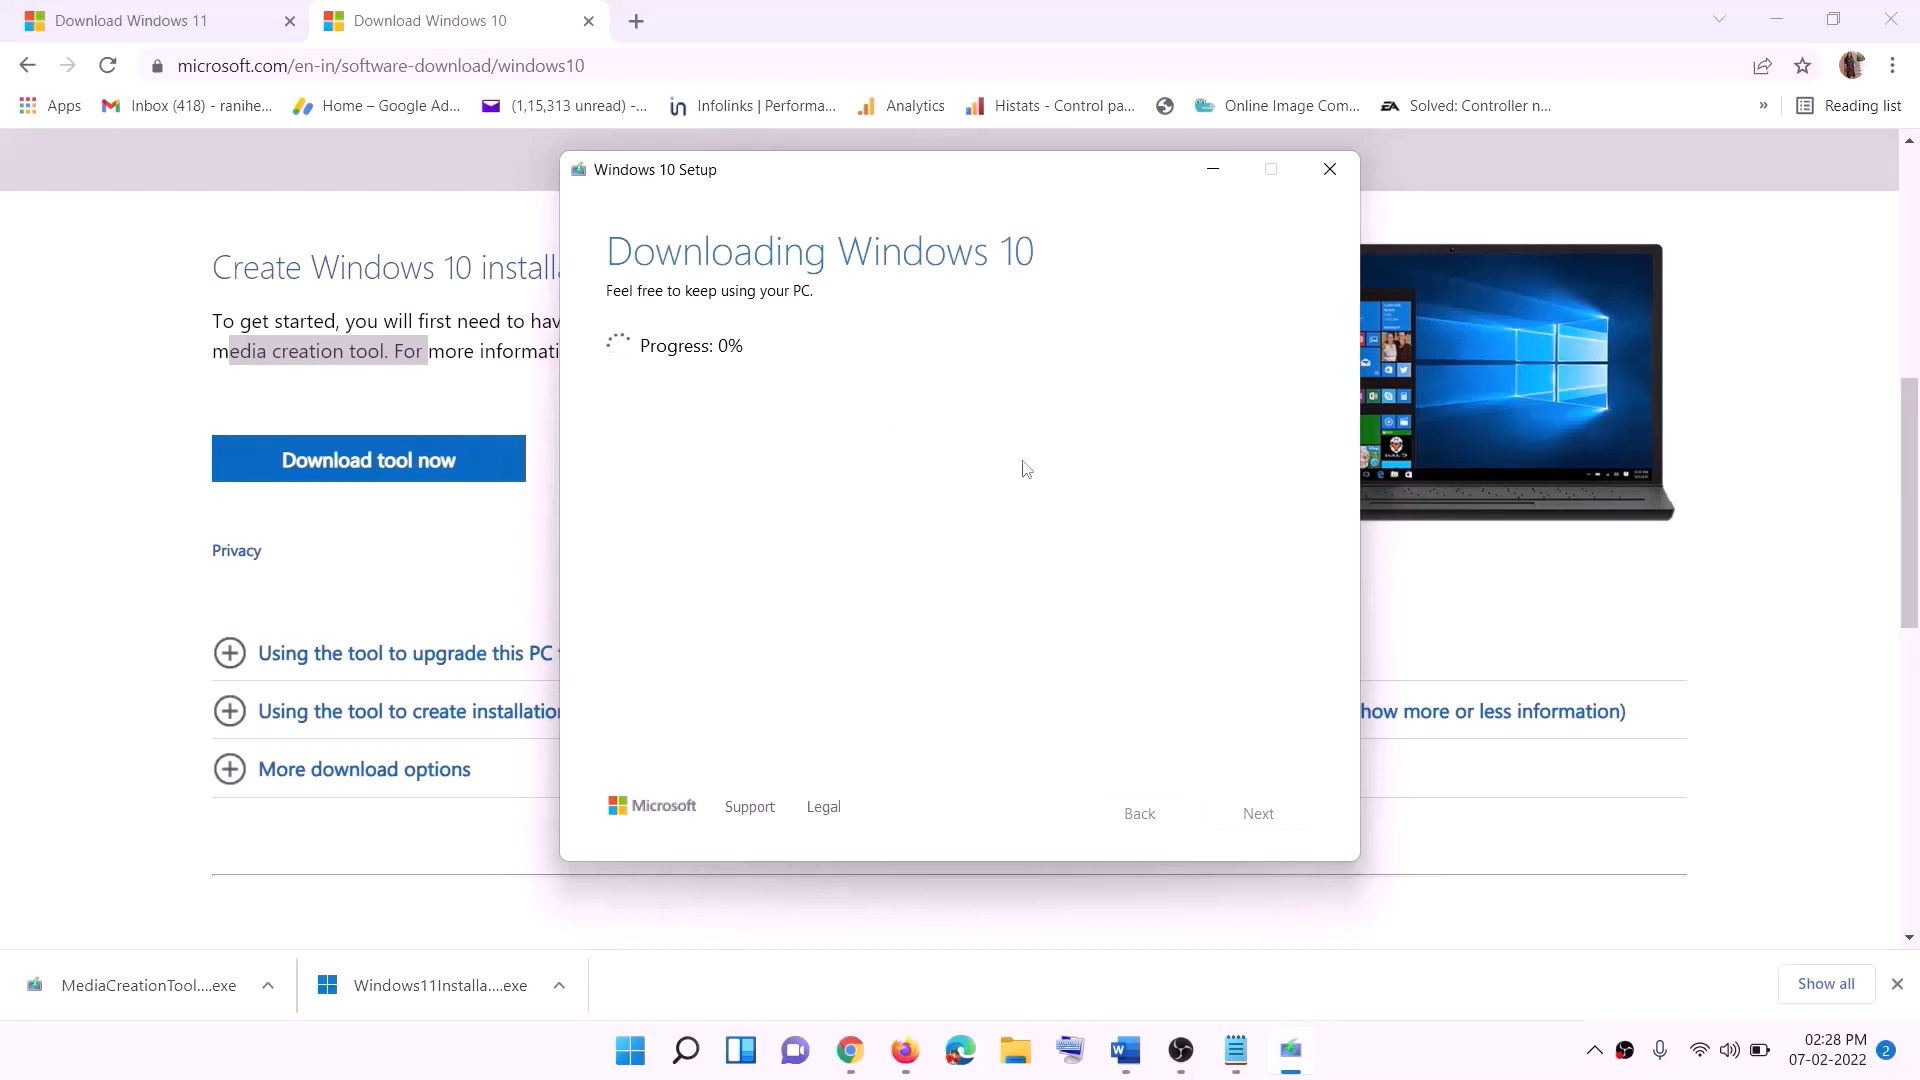 Download Windows 11
Download Windows 10
microsoft.com/en-in/software-download/windows10
Apps
Inbox (418) - ranihe...
Home – Google Ad...
(1,15,313 unread) -...
Infolinks | Performa...
Analytics
Histats - Control pa...
Online Image Com...
Solved: Controller n...
»
Reading list
Windows 10 Setup
Downloading Windows 10
Feel free to keep using your PC.
Progress: 0%
Microsoft
Support
Legal
Back
Next
Create Windows 10 install
To get started, you will first need to hav
media creation tool. For more informati
Download tool now
Privacy
Using the tool to upgrade this PC
Using the tool to create installation
how more or less information)
More download options
MediaCreationTool....exe
Windows11Installa....exe
Show all
02:28 PM
07-02-2022
2